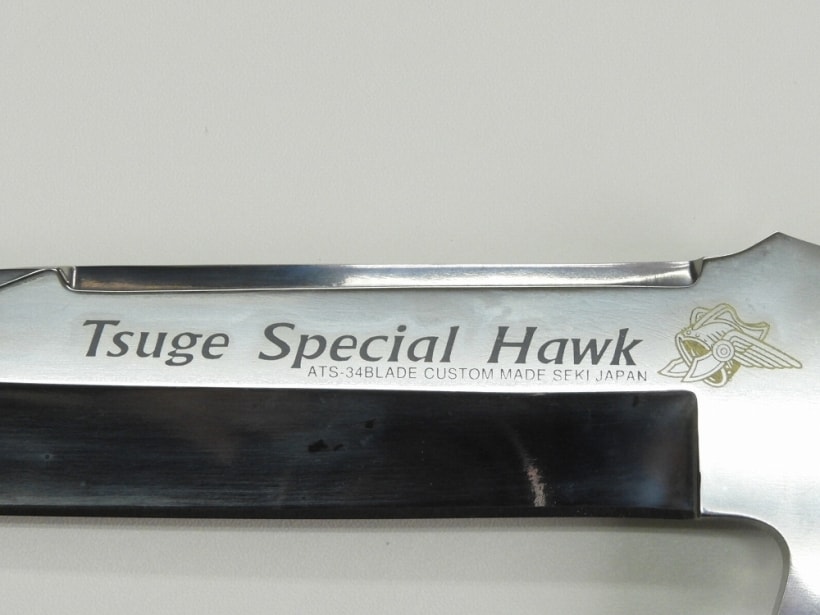 Tsuge Special Hawk
ATS-34BLADE CUSTOM MADE SEKI JAPAN